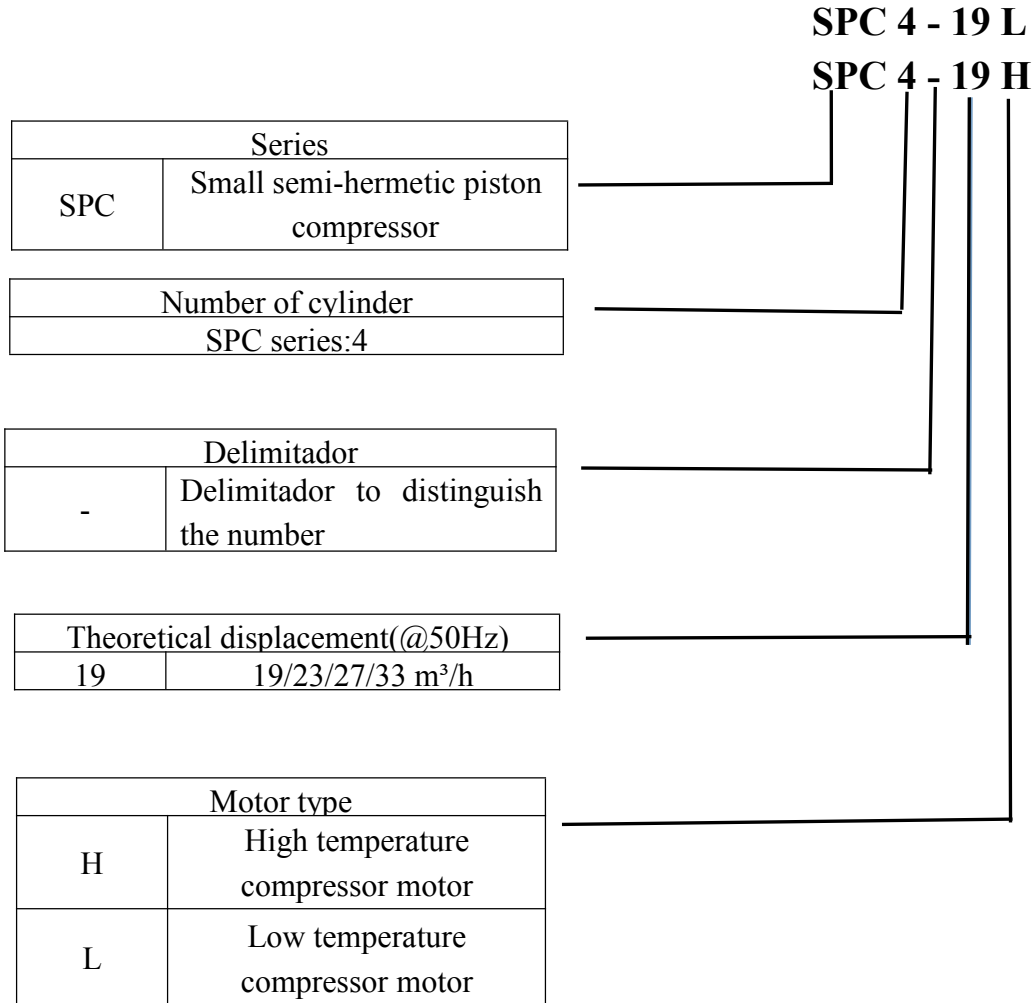 SPC 4 - 19 L
SPC 4 - 19 H
Series
SPC
Small semi-hermetic piston
compressor
Number of cylinder
SPC series:4
Delimitador
-
Delimitador to distinguish
the number
Theoretical displacement(@50Hz)
19
19/23/27/33 m³/h
Motor type
H
High temperature
compressor motor
L
Low temperature
compressor motor